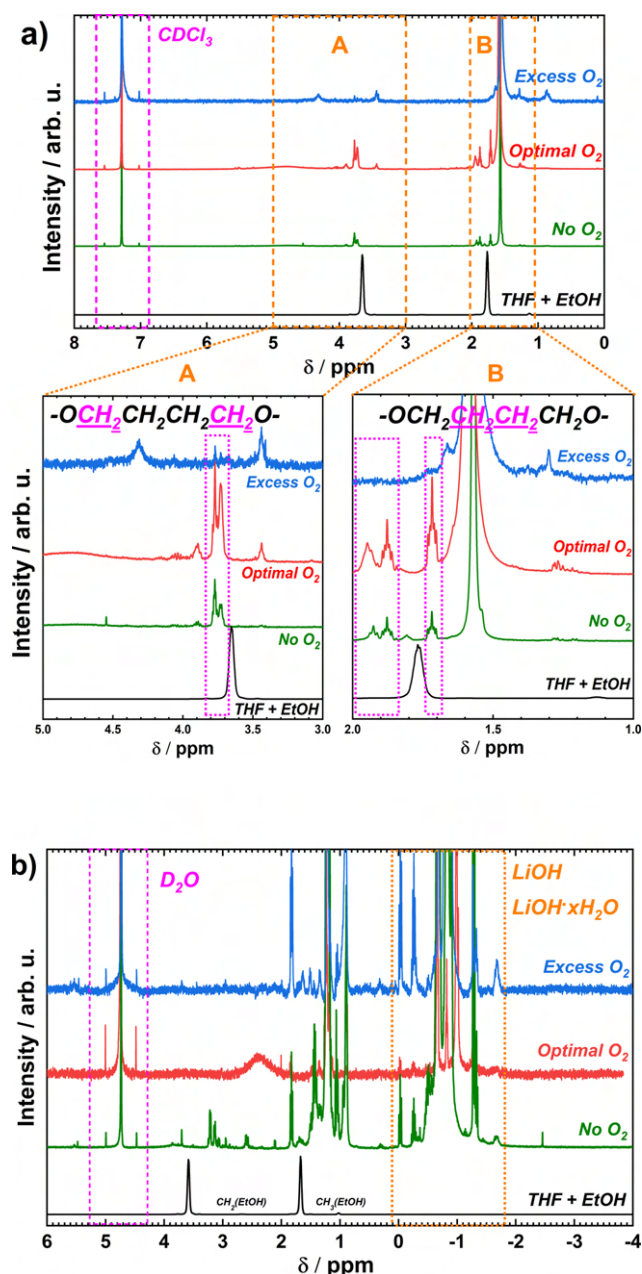 a)
CDCl3
A
B
Excess O2
Optimal O2
No O2
THF + EtOH
Intensity / arb. u.
8 7 6 5 4 3 2 1 0
δ / ppm
A
B
-OCH2CH2CH2CH2O-
Excess O2
Optimal O2
No O2
THF + EtOH
Intensity / arb. u.
5.0 4.5 4.0 3.5 3.0
δ / ppm
-OCH2CH2CH2CH2O-
Excess O2
Optimal O2
No O2
THF + EtOH
2.0 1.5 1.0
δ / ppm
b)
D2O
LiOH
LiOH·xH2O
Excess O2
Optimal O2
No O2
CH2(EtOH) CH3(EtOH)
THF + EtOH
Intensity / arb. u.
6 5 4 3 2 1 0 -1 -2 -3 -4
δ / ppm